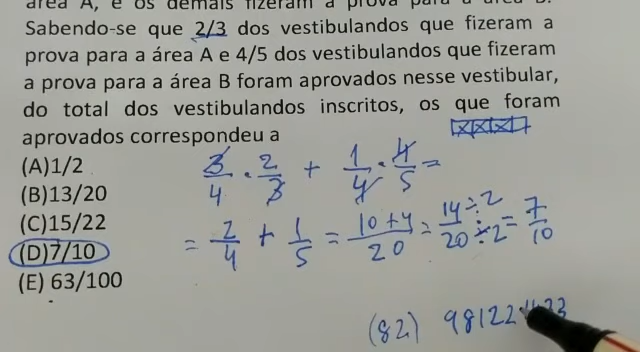 área A, e os demais fizeram a prova para a área B.
Sabendo-se que 2/3 dos vestibulandos que fizeram a
prova para a área A e 4/5 dos vestibulandos que fizeram
a prova para a área B foram aprovados nesse vestibular,
do total dos vestibulandos inscritos, os que foram
aprovados correspondeu a
(A)1/2
(B)13/20
(C)15/22
(D)7/10
(E) 63/100
3/4 . 2/3 + 1/4 . 4/5 =
= 2/4 + 1/5 = 10+4/20 = 14÷2/20÷2 = 7/10
(82) 98122